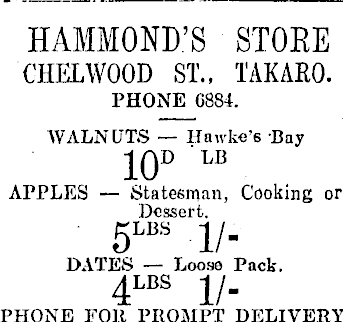 HAMMOND'S STORE
CHELWOOD ST., TAKARO.
PHONE 6884.
WALNUTS — Hawke's Bay
10D LB
APPLES — Statesman, Cooking or
Dessert.
5LBS 1/-
DATES — Loose Pack.
4LBS 1/-
PHONE FOR PROMPT DELIVERY